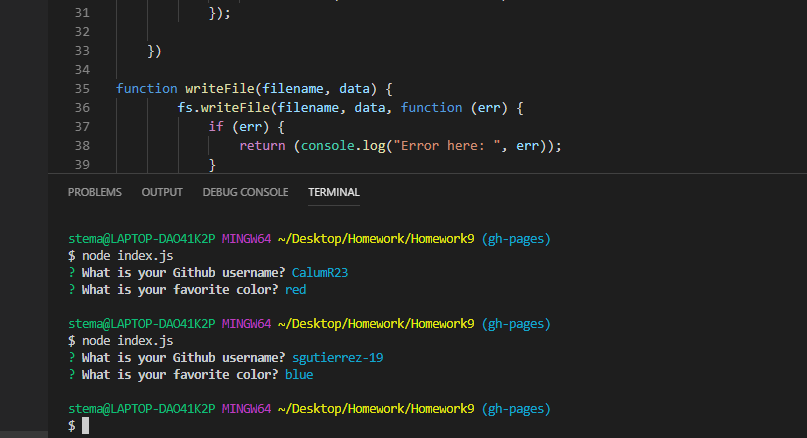 31 });
32
33 })
34
35 function writeFile(filename, data) {
36 fs.writeFile(filename, data, function (err) {
37 if (err) {
38 return (console.log("Error here: ", err));
39 }
PROBLEMS OUTPUT DEBUG CONSOLE TERMINAL
stema@LAPTOP-DAO41K2P MINGW64 ~/Desktop/Homework/Homework9 (gh-pages)
$ node index.js
? What is your Github username? CalumR23
? What is your favorite color? red
stema@LAPTOP-DAO41K2P MINGW64 ~/Desktop/Homework/Homework9 (gh-pages)
$ node index.js
? What is your Github username? sgutierrez-19
? What is your favorite color? blue
stema@LAPTOP-DAO41K2P MINGW64 ~/Desktop/Homework/Homework9 (gh-pages)
$